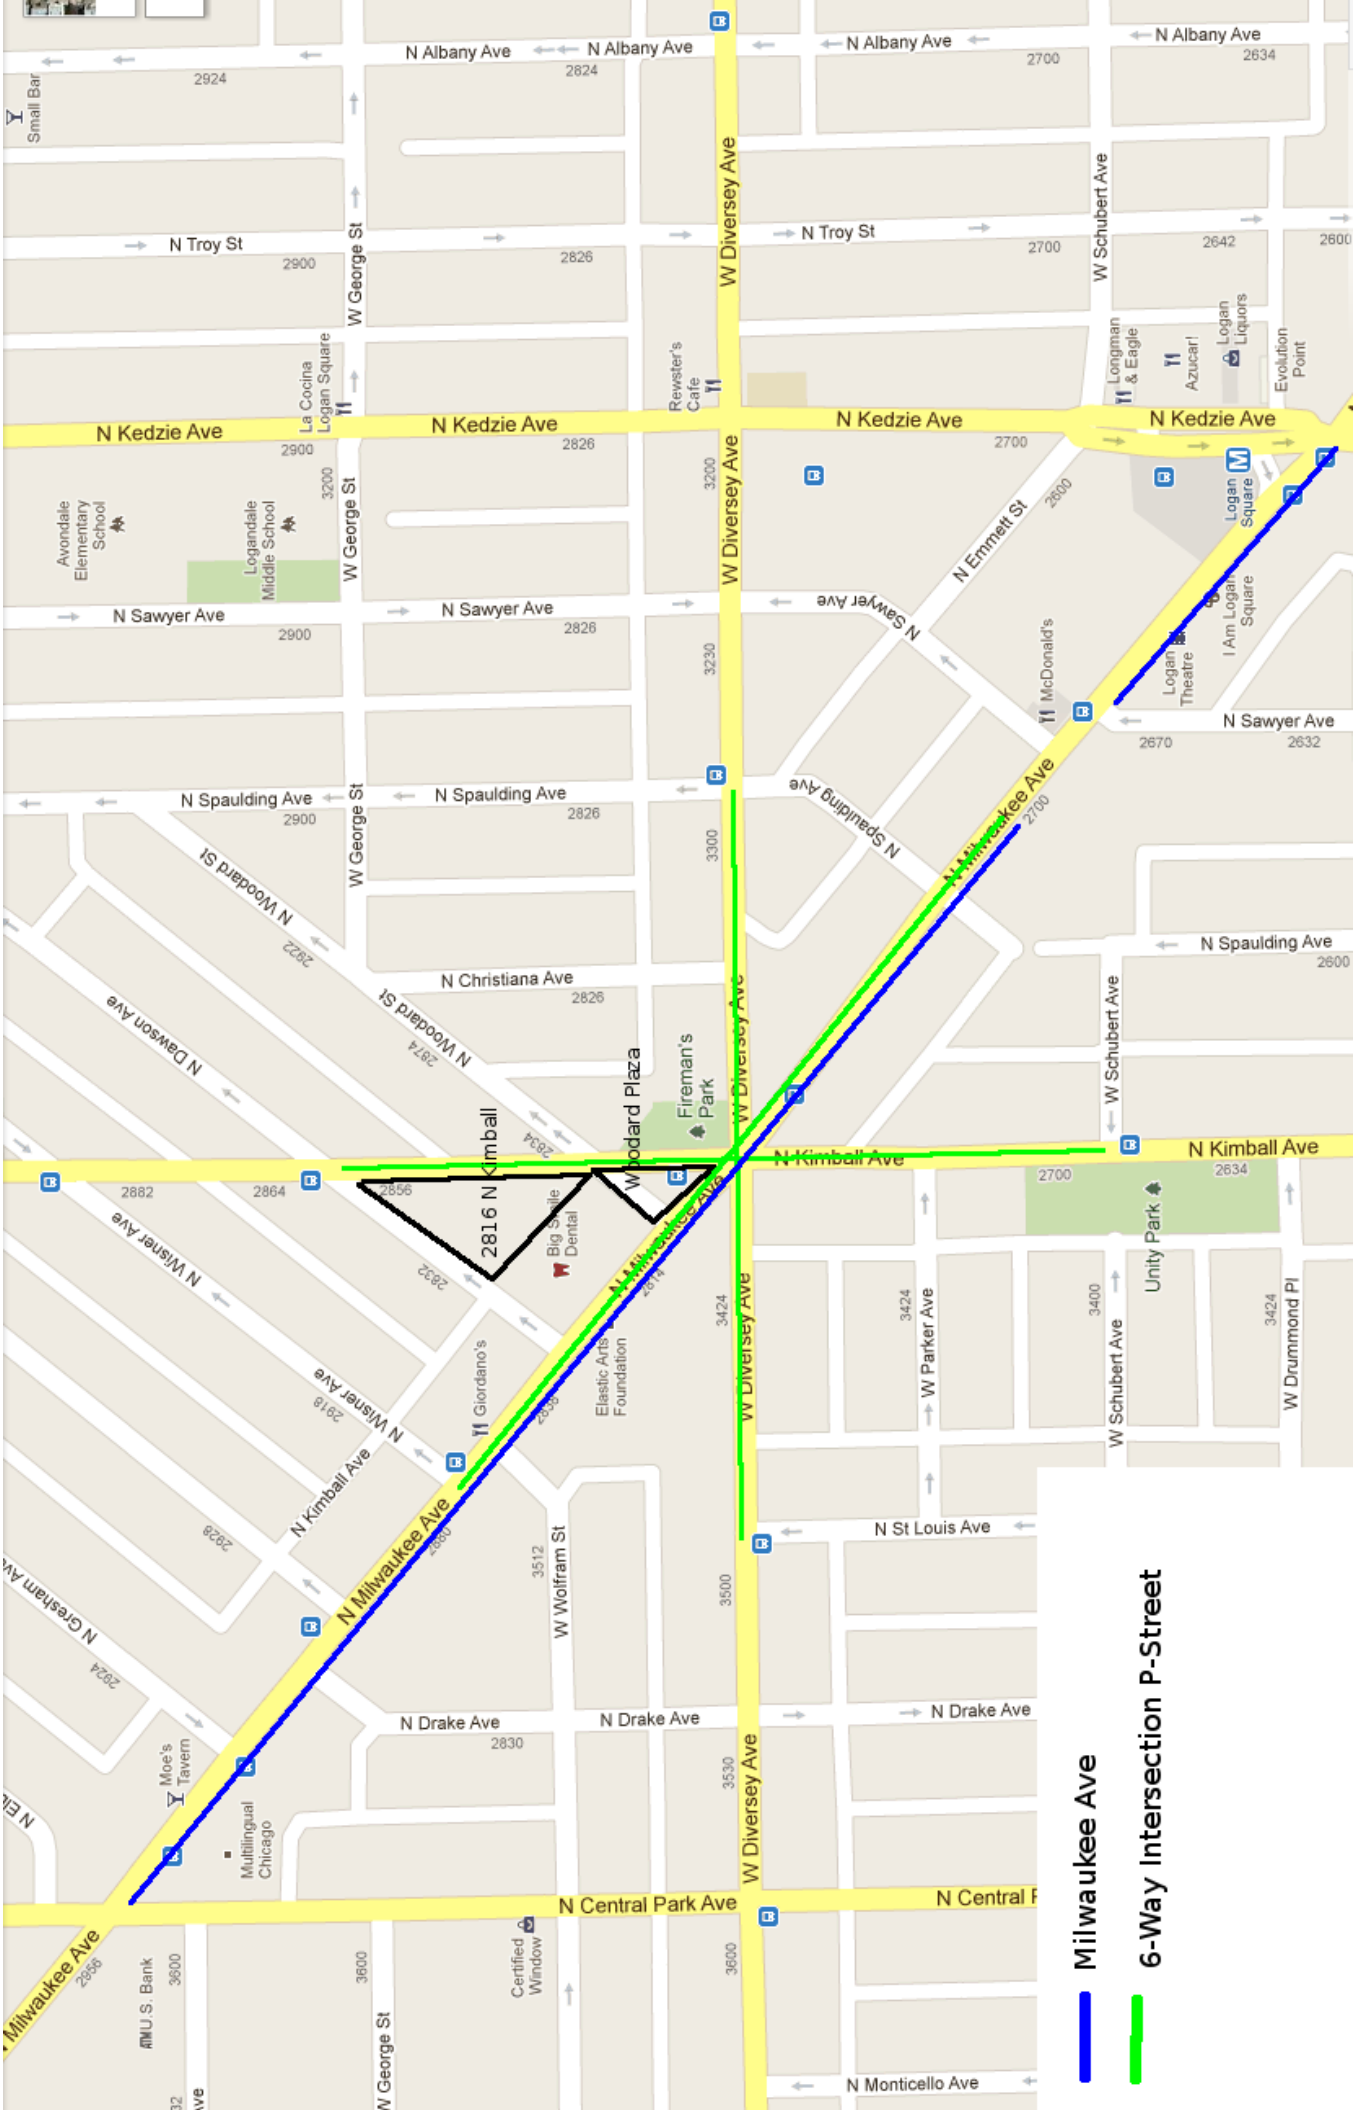 Small Bar
N Albany Ave
N Albany Ave
N Albany Ave
N Albany Ave
2924
2824
2700
2634
N Troy St
W George St
W Diversey Ave
N Troy St
W Schubert Ave
2900
2826
2700
2642
2600
La Cocina
Logan Square
Rewster's
Cafe
Longman
& Eagle
Azucar!
Logan
Liquors
Evolution
Point
N Kedzie Ave
N Kedzie Ave
N Kedzie Ave
N Kedzie Ave
2900
2826
2700
3200
3200
Avondale
Elementary
School
Logandale
Middle School
W George St
W Diversey Ave
N Emmett St
2600
M
Logan
Square
N Sawyer Ave
N Sawyer Ave
N Sawyer Ave
2900
2826
3230
McDonald's
Logan
Theatre
I Am Logan
Square
N Sawyer Ave
2670
2632
N Spaulding Ave
N Spaulding Ave
N Spaulding Ave
2900
2826
3300
W George St
N Milwaukee Ave
2700
N Woodard St
2922
N Christiana Ave
2826
W Diversey Ave
N Spaulding Ave
2600
N Dawson Ave
N Woodard St
2874
W Schubert Ave
Fireman's
Park
W Diversey Ave
Woodard Plaza
2834
2816 N Kimball
N Kimball Ave
N Kimball Ave
2882
2864
2856
2700
2634
Big Smile
Dental
N Milwaukee Ave
2814
N Wisner Ave
2832
Unity Park
3424
W Diversey Ave
3424
W Parker Ave
3400
W Schubert Ave
3424
W Drummond Pl
Giordano's
Elastic Arts
Foundation
2838
N Wisner Ave
2918
N Kimball Ave
2928
N Milwaukee Ave
2880
3512
W Wolfram St
3500
N St Louis Ave
N Gresham Ave
2924
N Drake Ave
N Drake Ave
N Drake Ave
2830
3530
W Diversey Ave
Moe's
Tavern
Multilingual
Chicago
N El
N Central Park Ave
N Central P
Certified
Window
N Milwaukee Ave
2956
ATM U.S. Bank
3600
3600
3600
W George St
N Monticello Ave
32
Ave
Milwaukee Ave
6-Way Intersection P-Street